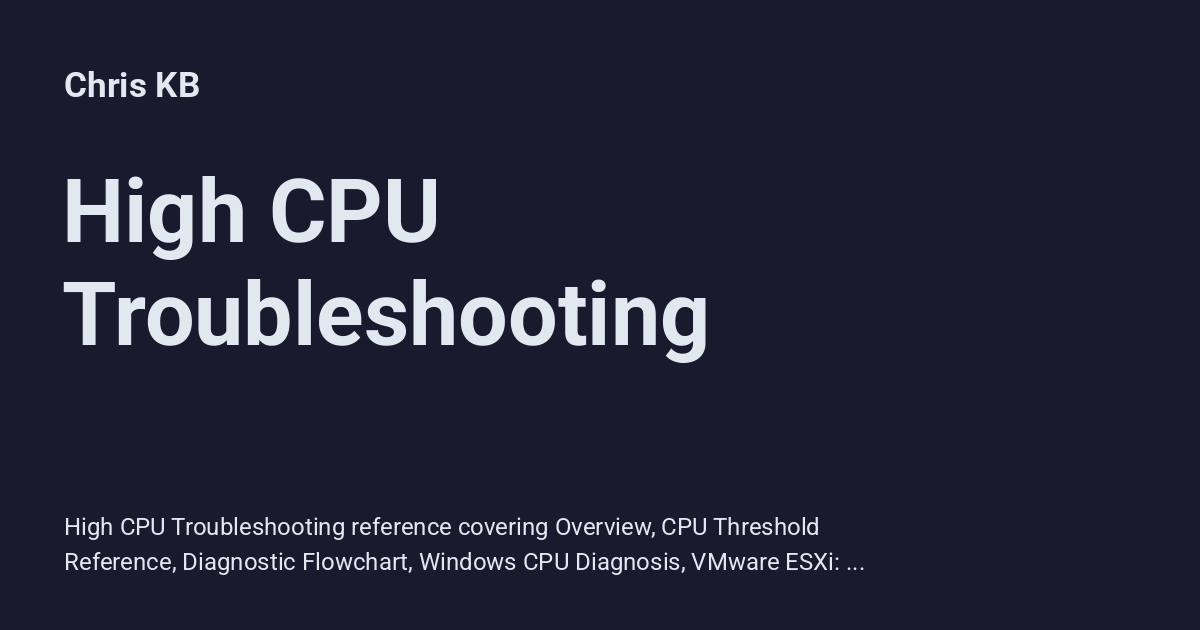 Chris KB
High CPU
Troubleshooting
High CPU Troubleshooting reference covering Overview, CPU Threshold
Reference, Diagnostic Flowchart, Windows CPU Diagnosis, VMware ESXi: ...